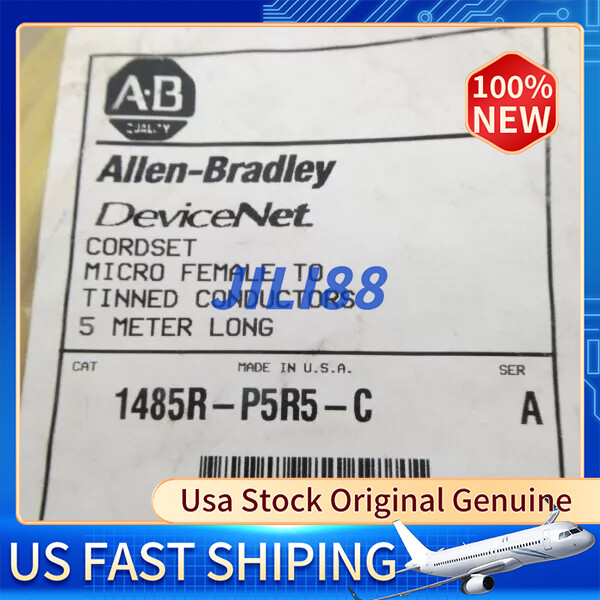 A-B
QUALITY
100%
NEW
Allen-Bradley
DeviceNet
CORDSET
MICRO FEMALE TO
TINNED CONDUCTORS
JILI88
5 METER LONG
CAT
MADE IN U.S.A.
SER
1485R-P5R5-C
A
Usa Stock Original Genuine
US FAST SHIPING